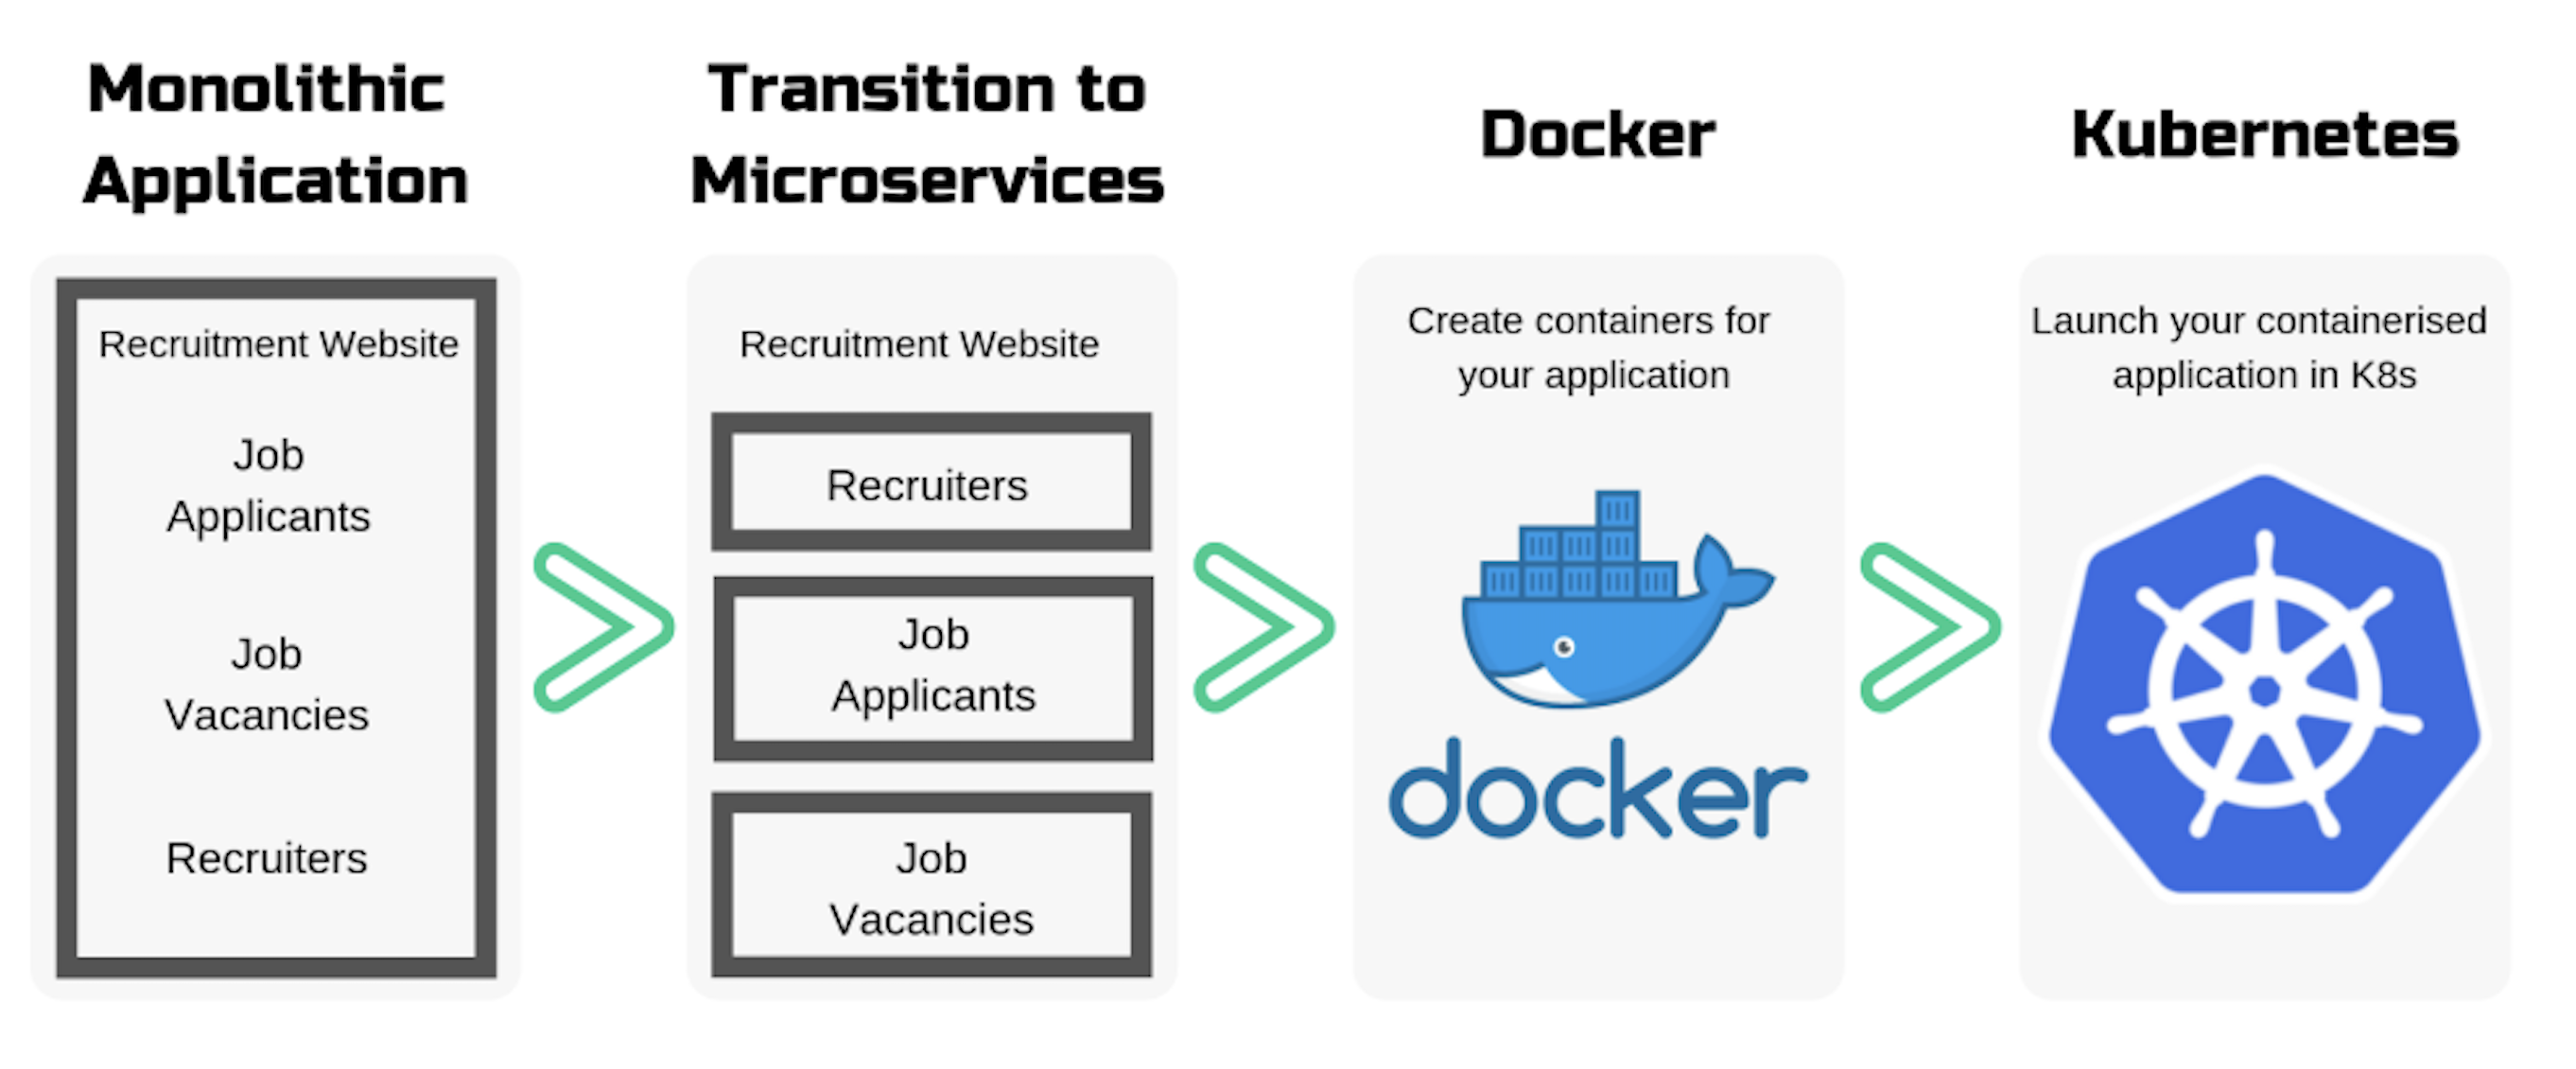 Monolithic
Application
Recruitment Website
Job
Applicants
Job
Vacancies
Recruiters
Transition to
Microservices
Recruitment Website
Recruiters
Job
Applicants
Job
Vacancies
Docker
Create containers for
your application
docker
Kubernetes
Launch your containerised
application in K8s